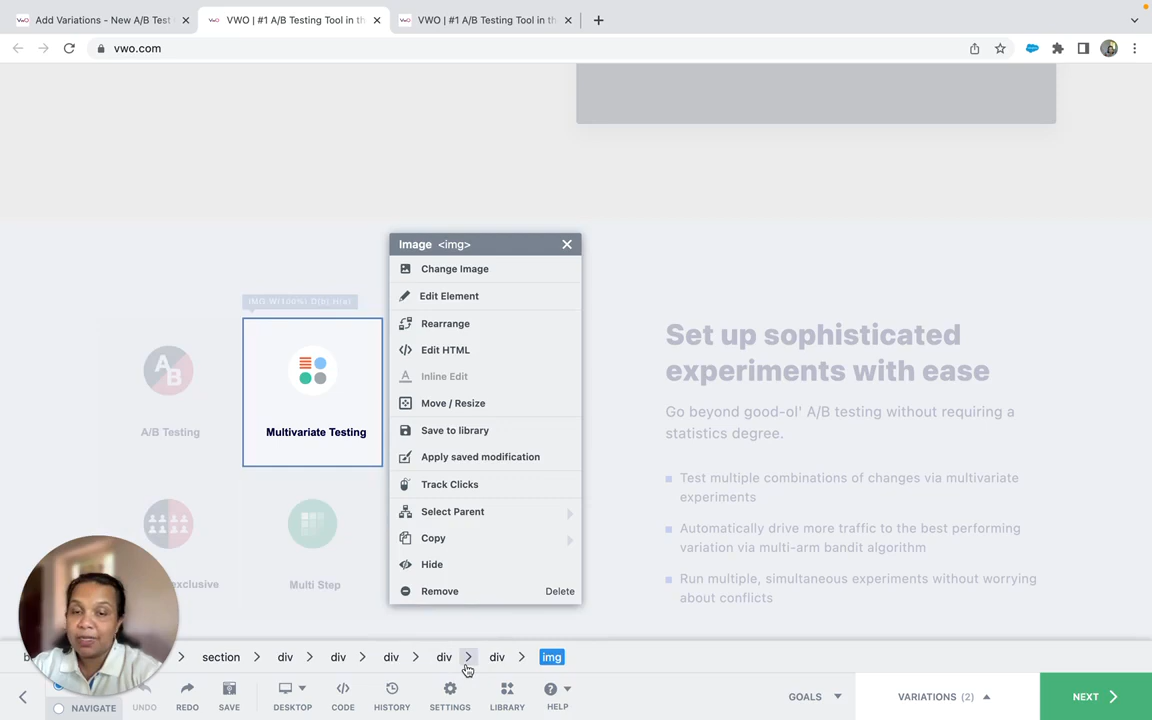 Add Variations - New A/B Test
VWO | #1 A/B Testing Tool in th
VWO | #1 A/B Testing Tool in th
vwo.com
Image <img>
Change Image
Edit Element
Rearrange
Edit HTML
Inline Edit
Move / Resize
Save to library
Apply saved modification
Track Clicks
Select Parent
Copy
Hide
Remove Delete
A/B Testing
Multivariate Testing
exclusive
Multi Step
Set up sophisticated
experiments with ease
Go beyond good-ol' A/B testing without requiring a
statistics degree.
Test multiple combinations of changes via multivariate
experiments
Automatically drive more traffic to the best performing
variation via multi-arm bandit algorithm
Run multiple, simultaneous experiments without worrying
about conflicts
section > div > div > div > div > div > img
NAVIGATE UNDO REDO SAVE DESKTOP CODE HISTORY SETTINGS LIBRARY HELP GOALS VARIATIONS (2) NEXT